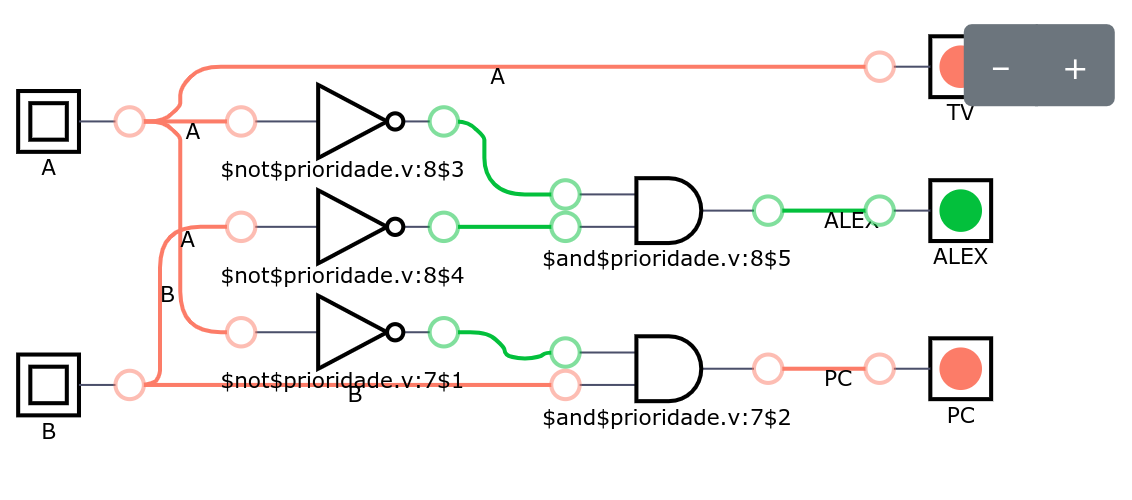 A
− +
TV
A
A
$not$prioridade.v:8$3
ALEX
A
$not$prioridade.v:8$4
$and$prioridade.v:8$5
ALEX
B
$not$prioridade.v:7$1
B
PC
B
$and$prioridade.v:7$2
PC